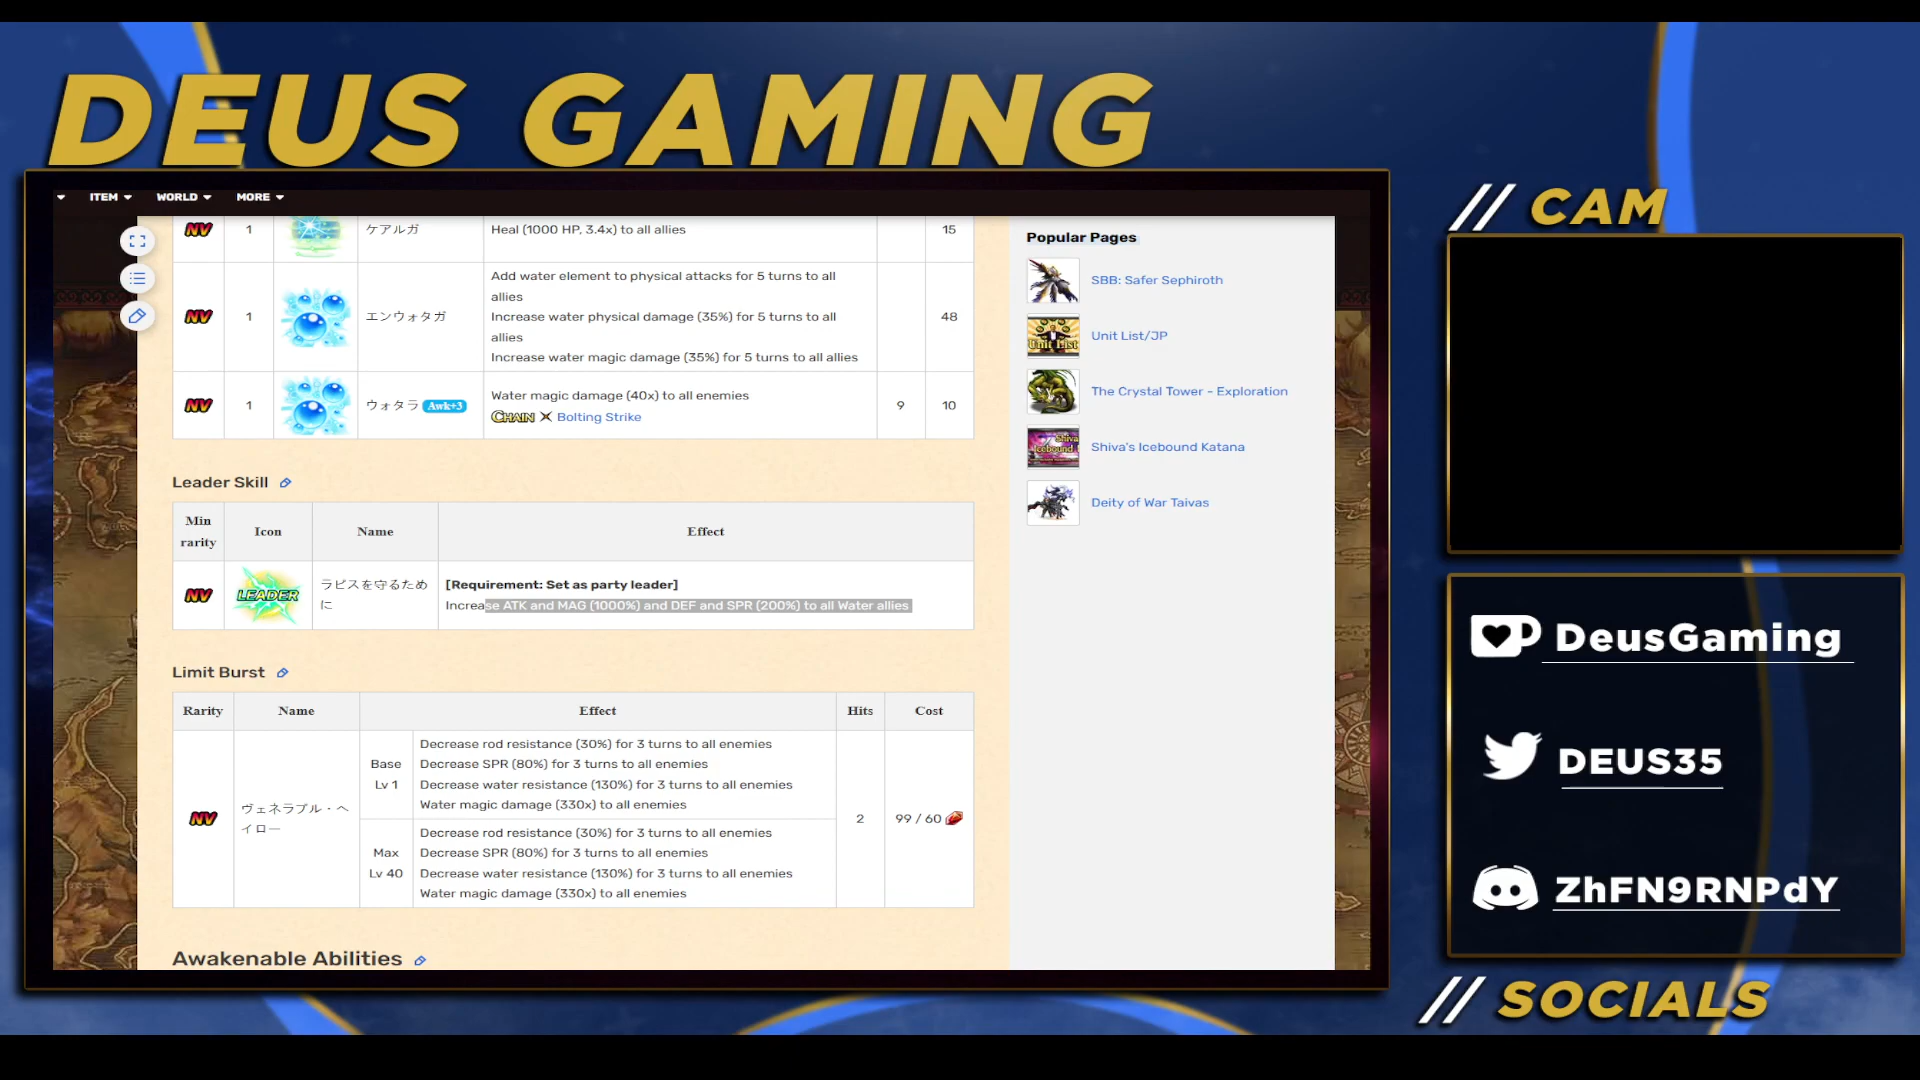 DEUS GAMING
ITEM
WORLD
MORE
NV
1
ケアルガ
Heal (1000 HP, 3.4x) to all allies
15
NV
1
エンウォタガ
Add water element to physical attacks for 5 turns to all
allies
Increase water physical damage (35%) for 5 turns to all
allies
Increase water magic damage (35%) for 5 turns to all allies
48
NV
1
ウォタラ Awk+3
Water magic damage (40x) to all enemies
CHAIN Bolting Strike
9
10
Leader Skill
Min
rarity
Icon
Name
Effect
NV
LEADER
ラピスを守るため
に
[Requirement: Set as party leader]
Increase ATK and MAG (1000%) and DEF and SPR (200%) to all Water allies
Limit Burst
Rarity
Name
Effect
Hits
Cost
NV
ヴェネラブル・ヘ
イロー
Base
Lv 1
Decrease rod resistance (30%) for 3 turns to all enemies
Decrease SPR (80%) for 3 turns to all enemies
Decrease water resistance (130%) for 3 turns to all enemies
Water magic damage (330x) to all enemies
Max
Lv 40
Decrease rod resistance (30%) for 3 turns to all enemies
Decrease SPR (80%) for 3 turns to all enemies
Decrease water resistance (130%) for 3 turns to all enemies
Water magic damage (330x) to all enemies
2
99 / 60
Awakenable Abilities
Popular Pages
SBB: Safer Sephiroth
Unit List
Unit List/JP
The Crystal Tower - Exploration
Shiva
Icebound
Shiva's Icebound Katana
Deity of War Taivas
// CAM
DeusGaming
DEUS35
ZhFN9RNPdY
// SOCIALS